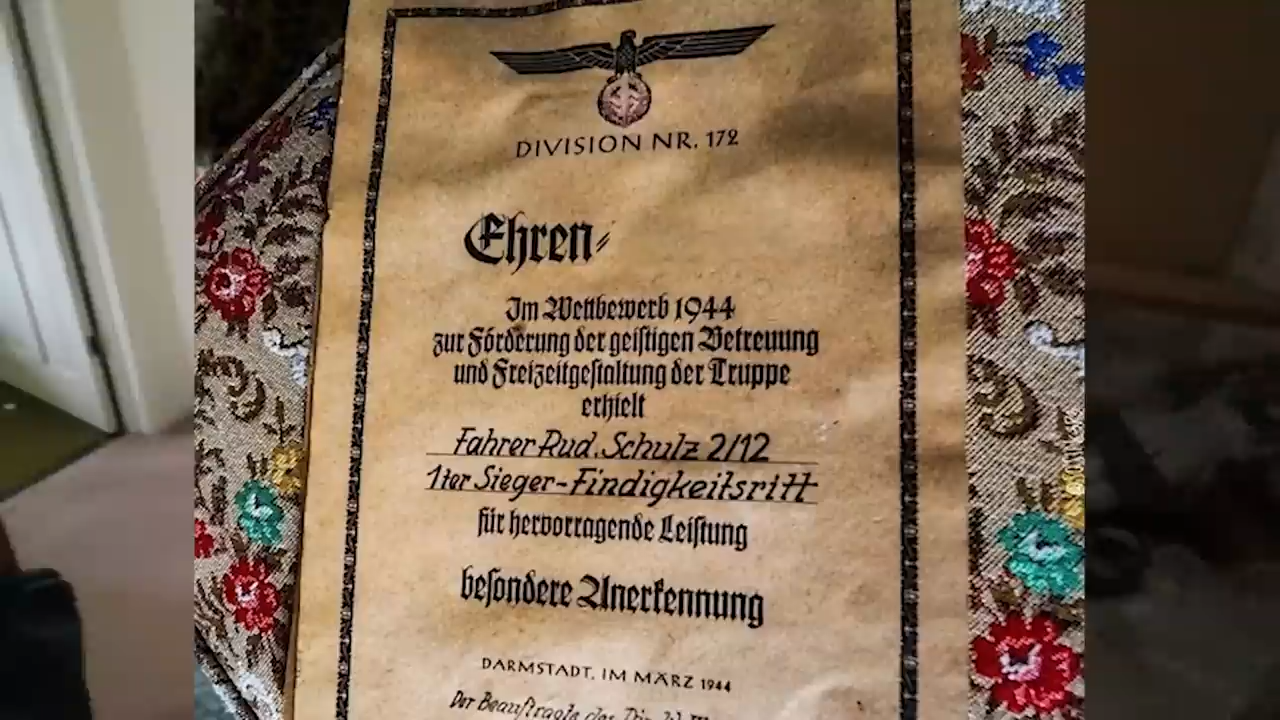 DIVISION NR. 172
Ehren-
Im Wettbewerb 1944
zur Förderung der geistigen Betreuung
und Freizeitgestaltung der Truppe
erhielt
Fahrer Rud. Schulz 2/12
1ter Sieger-Findigkeitsritt
für hervorragende Leistung
besondere Anerkennung
DARMSTADT, IM MÄRZ 1944
Der Beauftragte des